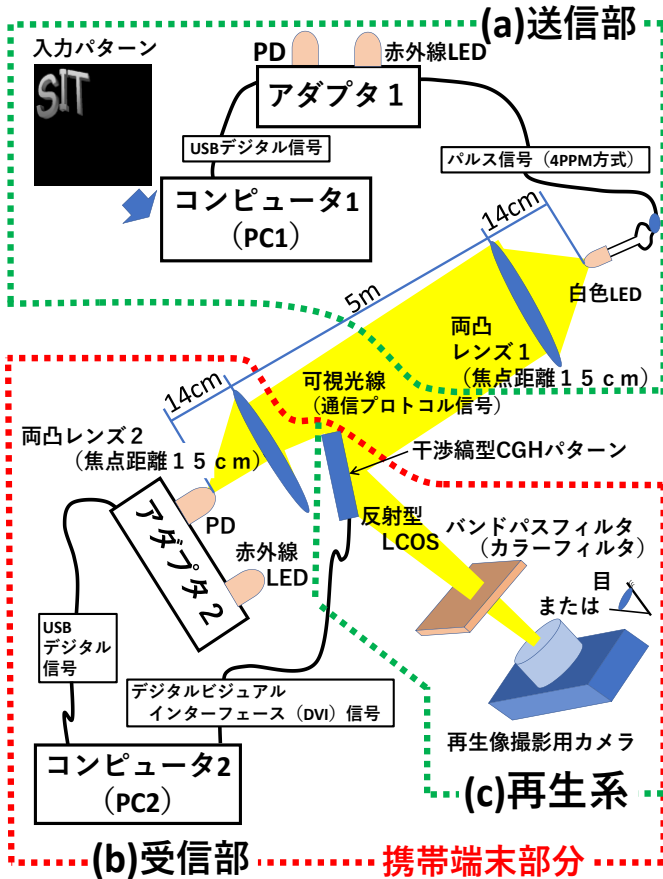 (a)送信部
入力パターン
SIT
PD
赤外線LED
アダプタ１
USBデジタル信号
パルス信号（4PPM方式）
コンピュータ1
（PC1）
14cm
5m
白色LED
両凸
レンズ１
（焦点距離１５ｃｍ）
可視光線
（通信プロトコル信号）
14cm
両凸レンズ２
（焦点距離１５ｃｍ）
干渉縞型CGHパターン
反射型
LCOS
バンドパスフィルタ
（カラーフィルタ）
目
または
PD
アダプタ２
赤外線
LED
USB
デジタル
信号
デジタルビジュアル
インターフェース（DVI）信号
再生像撮影用カメラ
コンピュータ2
（PC2）
(c)再生系
(b)受信部
携帯端末部分